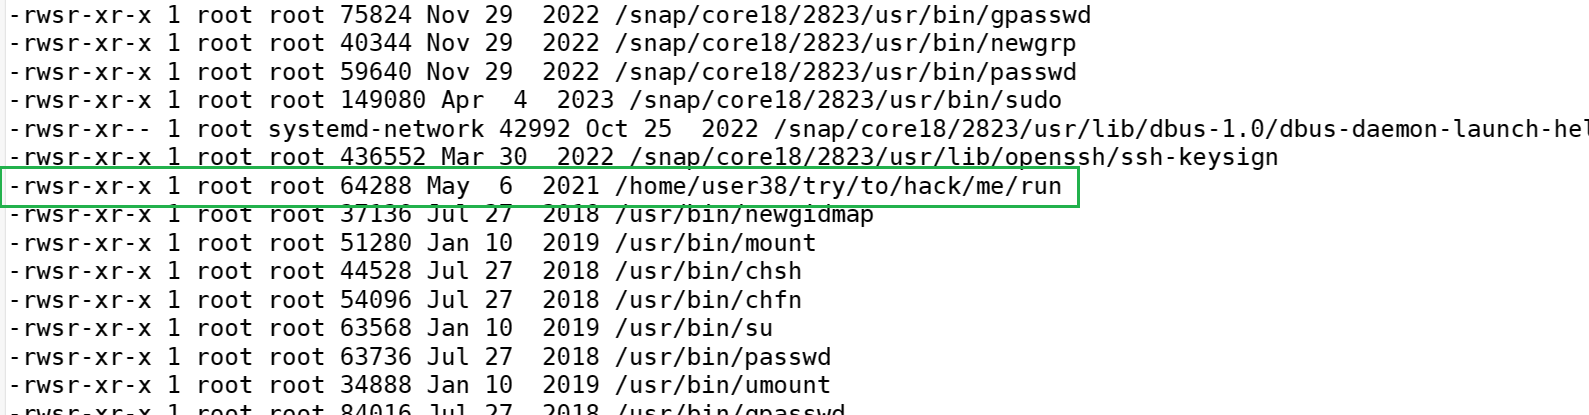 -rwsr-xr-x 1 root root 75824 Nov 29  2022 /snap/core18/2823/usr/bin/gpasswd
-rwsr-xr-x 1 root root 40344 Nov 29  2022 /snap/core18/2823/usr/bin/newgrp
-rwsr-xr-x 1 root root 59640 Nov 29  2022 /snap/core18/2823/usr/bin/passwd
-rwsr-xr-x 1 root root 149080 Apr  4  2023 /snap/core18/2823/usr/bin/sudo
-rwsr-xr-- 1 root systemd-network 42992 Oct 25  2022 /snap/core18/2823/usr/lib/dbus-1.0/dbus-daemon-launch-hel
-rwsr-xr-x 1 root root 436552 Mar 30  2022 /snap/core18/2823/usr/lib/openssh/ssh-keysign
-rwsr-xr-x 1 root root 64288 May  6  2021 /home/user38/try/to/hack/me/run
-rwsr-xr-x 1 root root 37136 Jul 27  2018 /usr/bin/newgidmap
-rwsr-xr-x 1 root root 51280 Jan 10  2019 /usr/bin/mount
-rwsr-xr-x 1 root root 44528 Jul 27  2018 /usr/bin/chsh
-rwsr-xr-x 1 root root 54096 Jul 27  2018 /usr/bin/chfn
-rwsr-xr-x 1 root root 63568 Jan 10  2019 /usr/bin/su
-rwsr-xr-x 1 root root 63736 Jul 27  2018 /usr/bin/passwd
-rwsr-xr-x 1 root root 34888 Jan 10  2019 /usr/bin/umount
-rwsr-xr-x 1 root root 84016 Jul 27  2018 /usr/bin/gpasswd